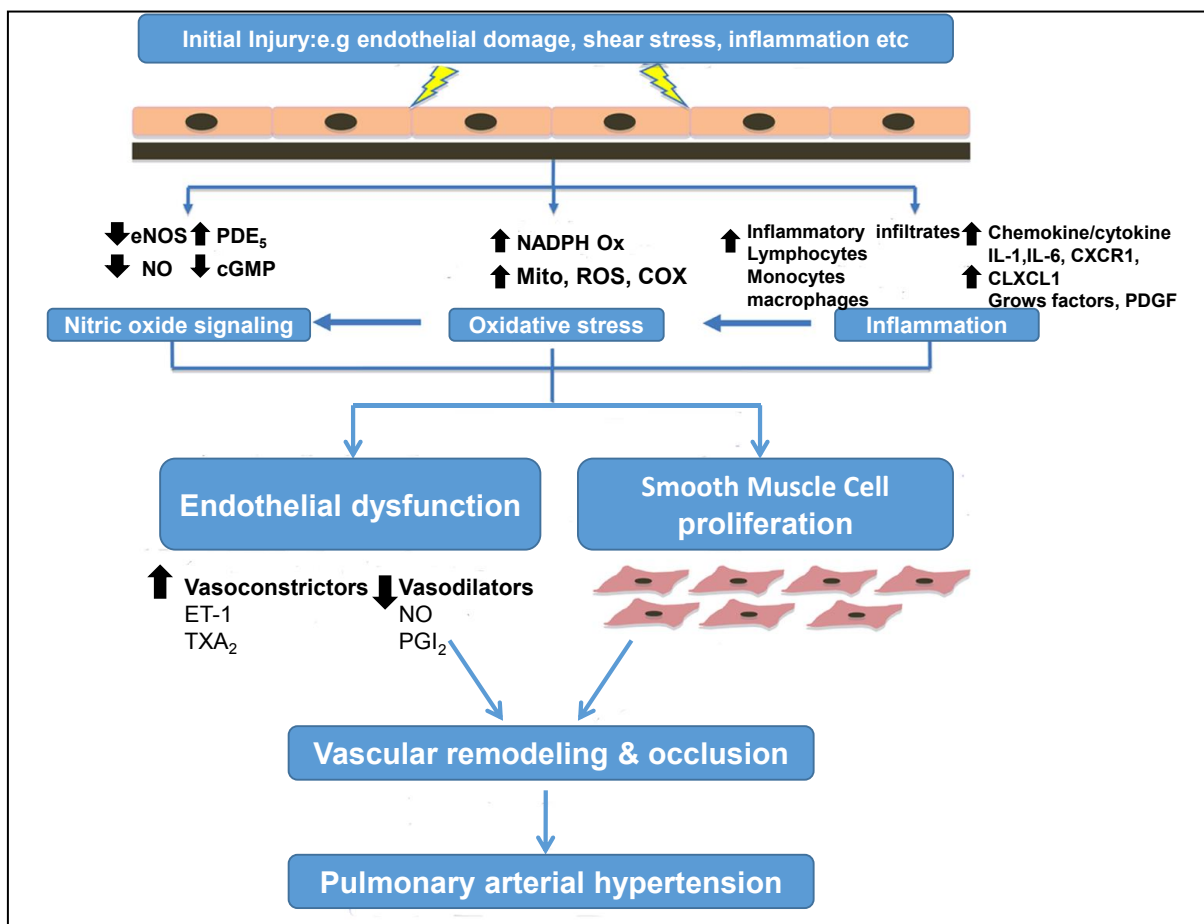 Initial Injury:e.g endothelial domage, shear stress, inflammation etc
eNOS PDE5
NO cGMP
NADPH Ox
Mito, ROS, COX
Inflammatory infiltrates
Lymphocytes
Monocytes
macrophages
Chemokine/cytokine
IL-1,IL-6, CXCR1,
CLXCL1
Grows factors, PDGF
Nitric oxide signaling
Oxidative stress
Inflammation
Endothelial dysfunction
Smooth Muscle Cell
proliferation
Vasoconstrictors
ET-1
TXA2
Vasodilators
NO
PGI2
Vascular remodeling & occlusion
Pulmonary arterial hypertension